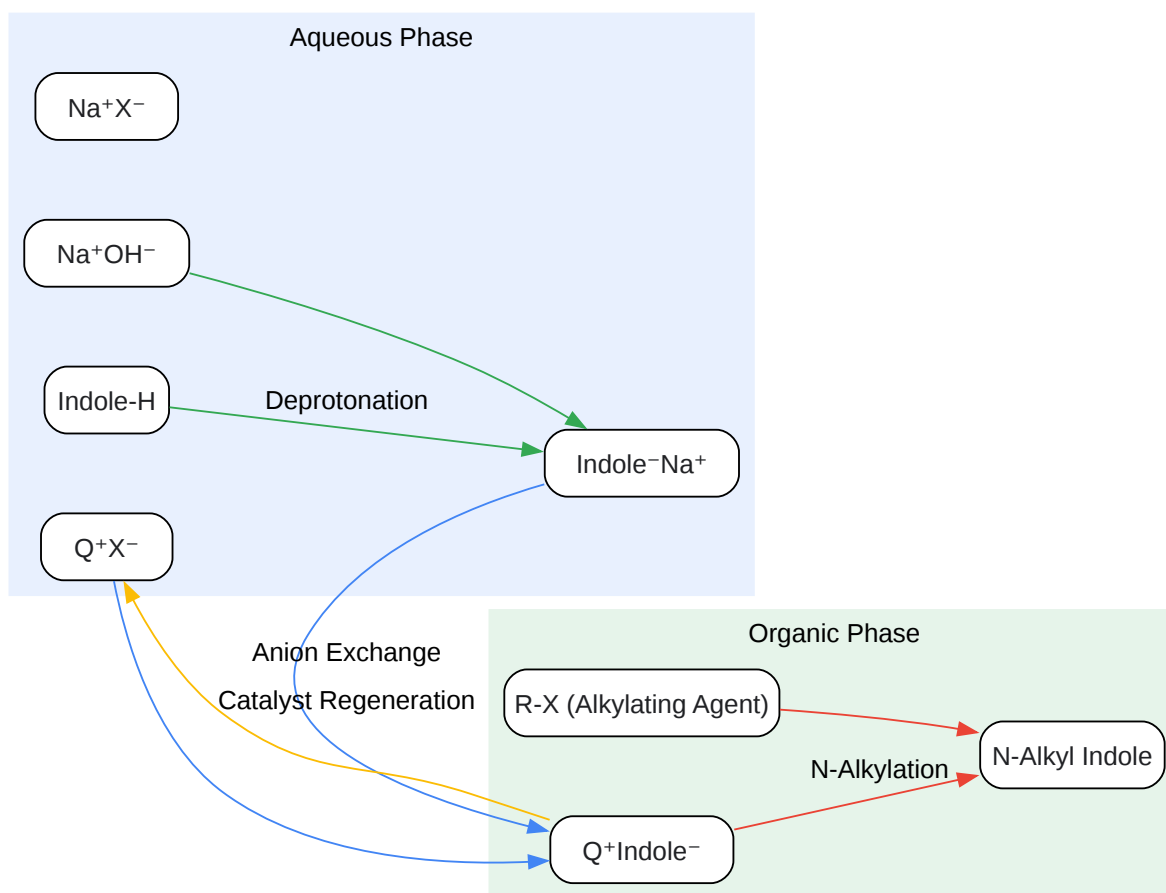 Aqueous Phase
Na⁺X⁻
Na⁺OH⁻
Indole-H
Deprotonation
Indole⁻Na⁺
Q⁺X⁻
Anion Exchange
Catalyst Regeneration
Organic Phase
R-X (Alkylating Agent)
N-Alkyl Indole
N-Alkylation
Q⁺Indole⁻